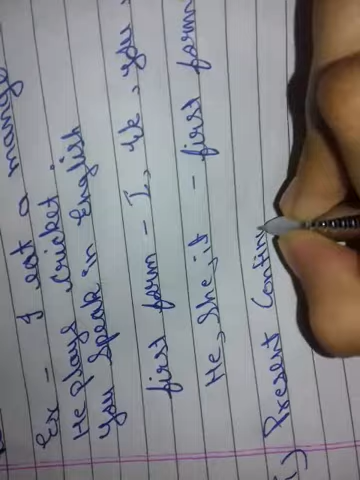 Ex - I eat a mango
He plays cricket.
You speak in English
first form - I, We, you,
He, She, it - first form
) Present Contin